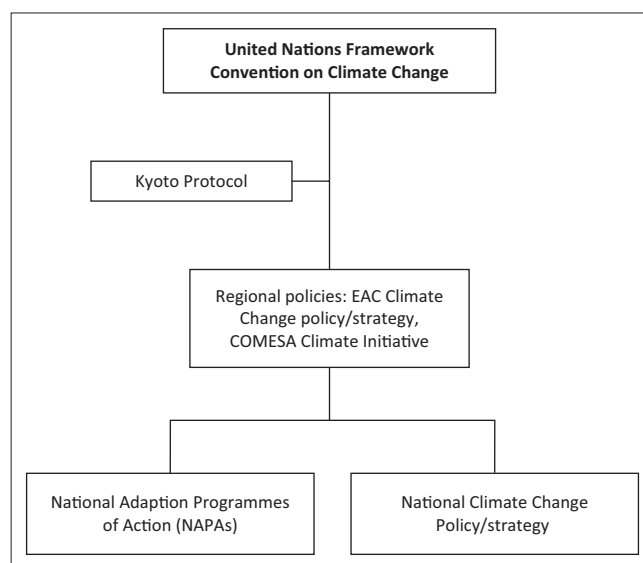 United Nations Framework
Convention on Climate Change
Kyoto Protocol
Regional policies: EAC Climate
Change policy/strategy,
COMESA Climate Initiative
National Adaption Programmes
of Action (NAPAs)
National Climate Change
Policy/strategy